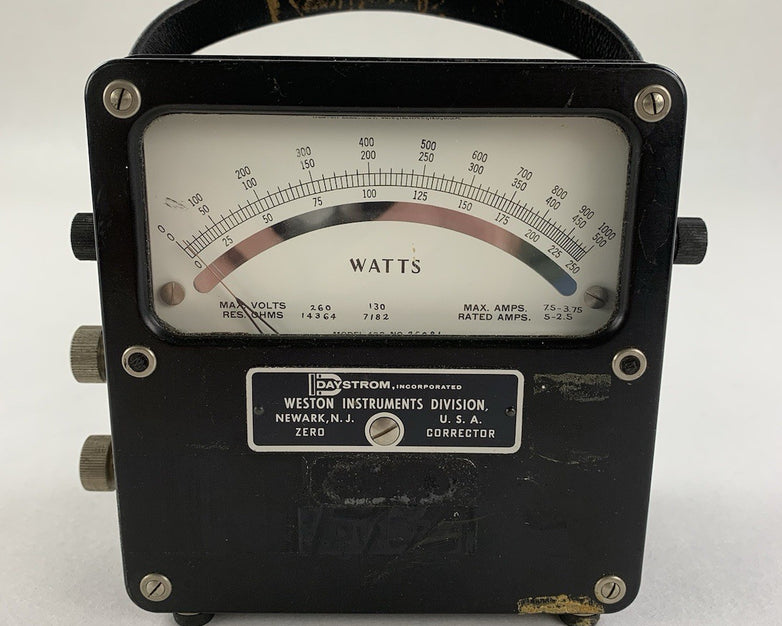 0 100 200 300 400 500 600 700 800 900 1000
0 50 100 150 200 250 300 350 400 450 500
0 25 50 75 100 125 150 175 200 225 250
WATTS
MAX. VOLTS 260 130 MAX. AMPS. 7.5-3.75
RES. OHMS 14364 7182 RATED AMPS. 5-2.5
MODEL NO.
DAYSTROM, INCORPORATED
WESTON INSTRUMENTS DIVISION,
NEWARK, N. J. U. S. A.
ZERO CORRECTOR